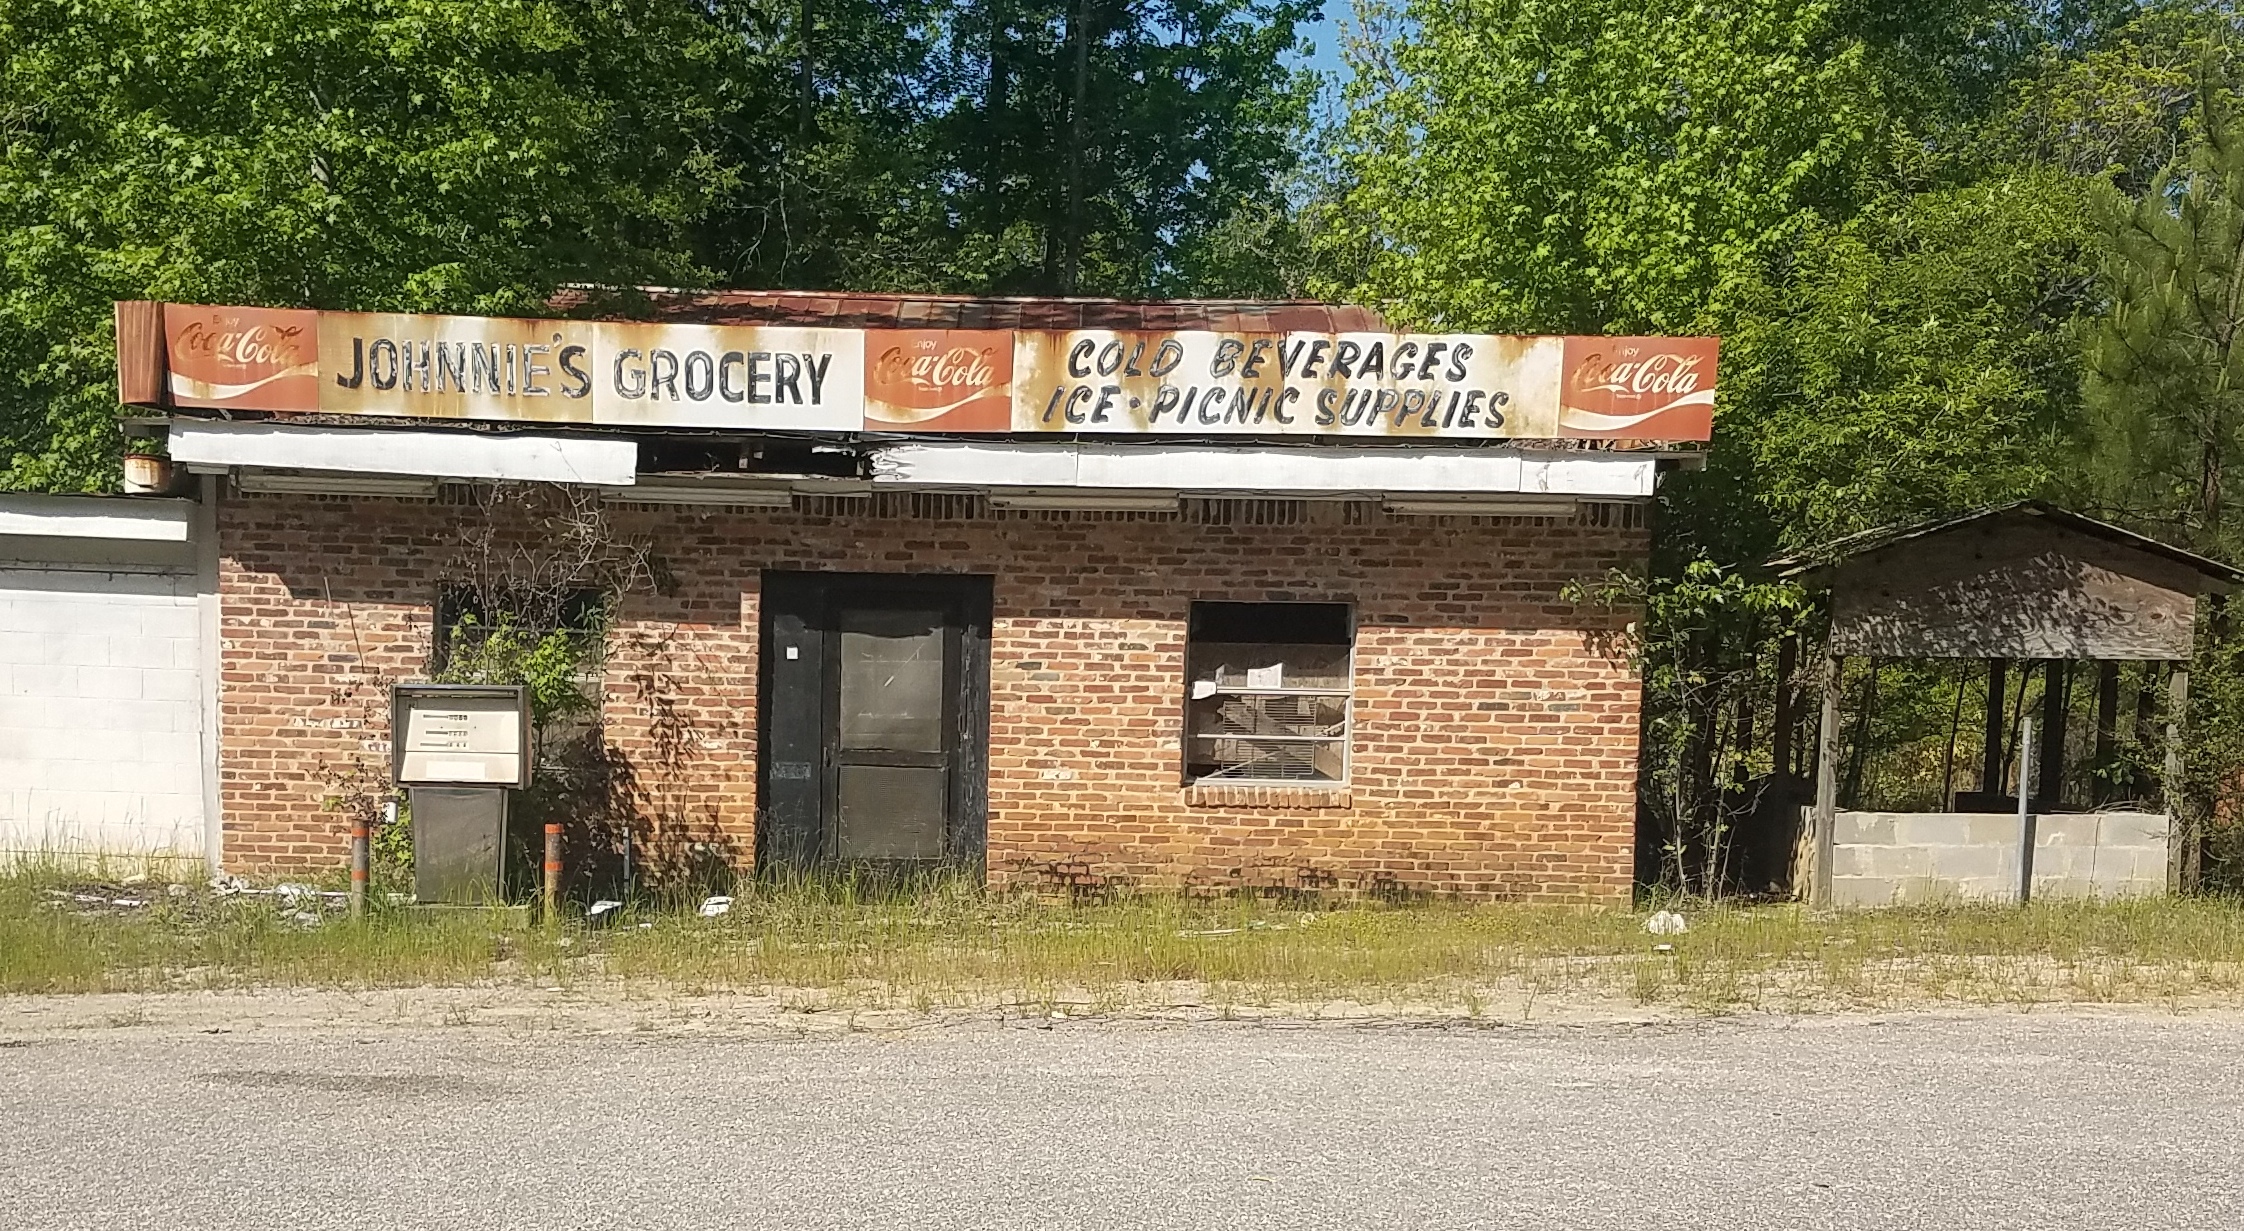 Enjoy
Coca-Cola
JOHNNIE'S GROCERY
Enjoy
Coca-Cola
COLD BEVERAGES
ICE • PICNIC SUPPLIES
Enjoy
Coca-Cola